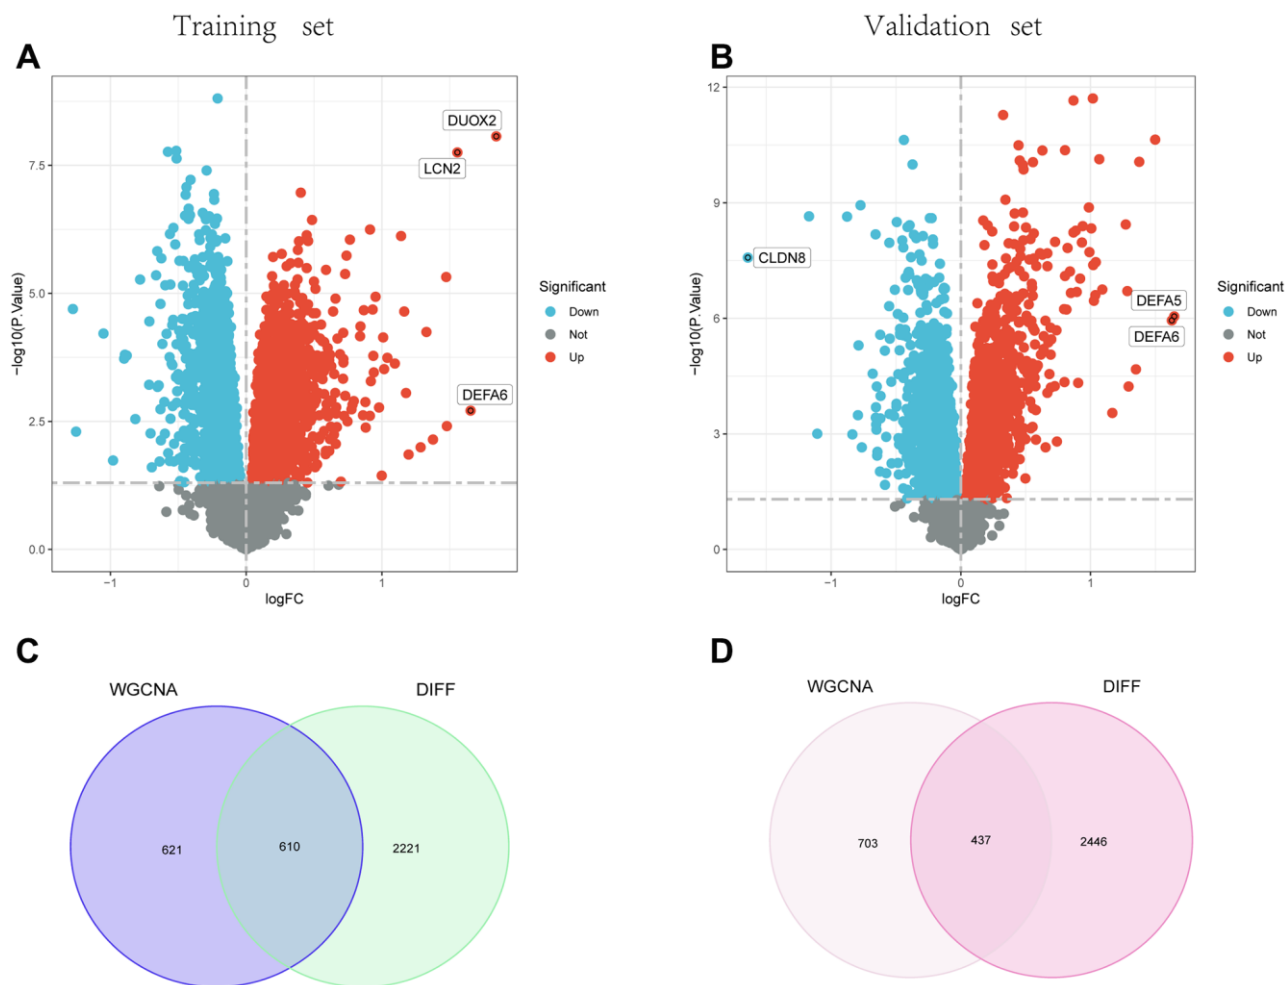 Training set
Validation set
A
B
DUOX2
LCN2
DEFA6
7.5
5.0
2.5
0.0
−log10(P.Value)
−1
0
1
logFC
Significant
Down
Not
Up
CLDN8
DEFA5
DEFA6
12
9
6
3
0
−log10(P.Value)
−1
0
1
logFC
Significant
Down
Not
Up
C
D
WGCNA
DIFF
621
610
2221
WGCNA
DIFF
703
437
2446